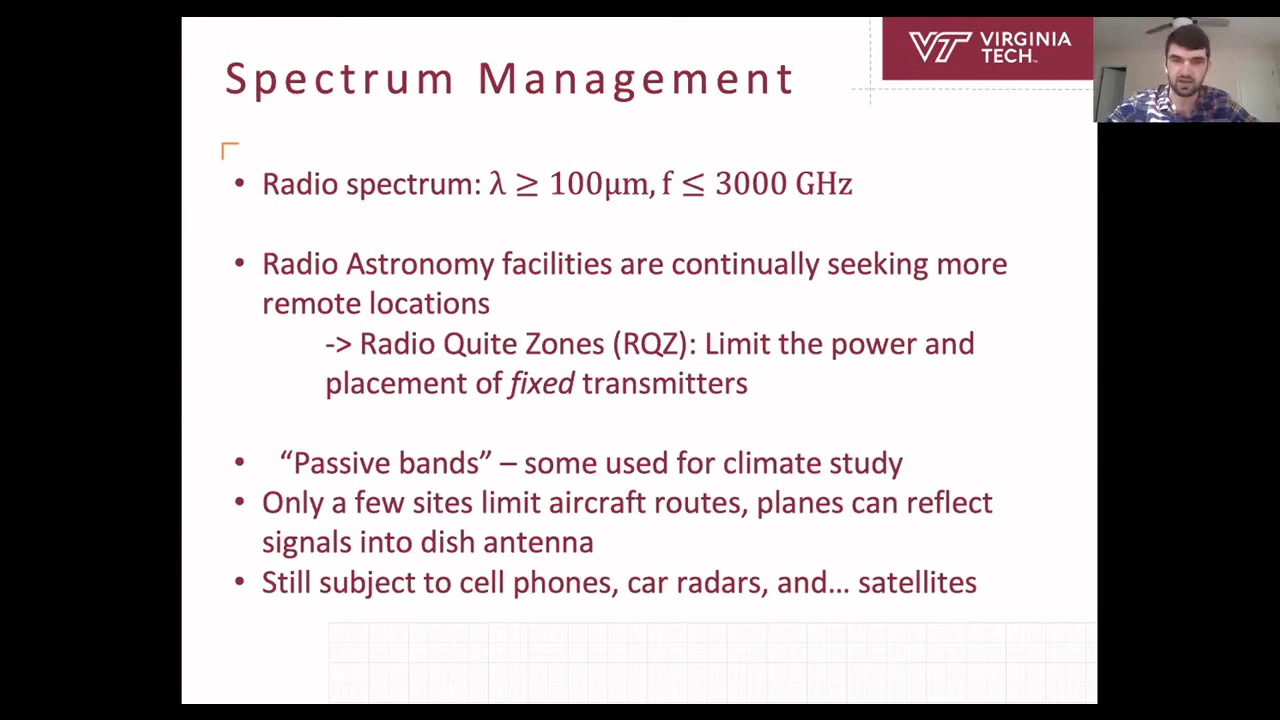 VIRGINIA
TECH™
Spectrum Management
• Radio spectrum: λ ≥ 100μm, f ≤ 3000 GHz
• Radio Astronomy facilities are continually seeking more
remote locations
-> Radio Quite Zones (RQZ): Limit the power and
placement of fixed transmitters
• “Passive bands” – some used for climate study
• Only a few sites limit aircraft routes, planes can reflect
signals into dish antenna
• Still subject to cell phones, car radars, and… satellites